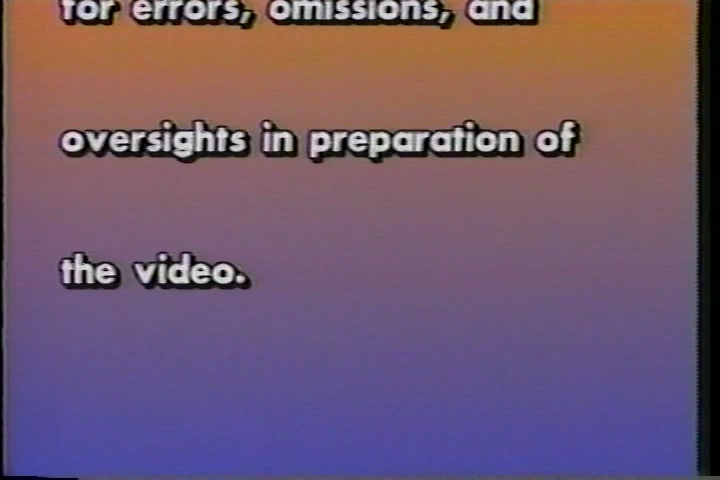 for errors, omissions, and
oversights in preparation of
the video.